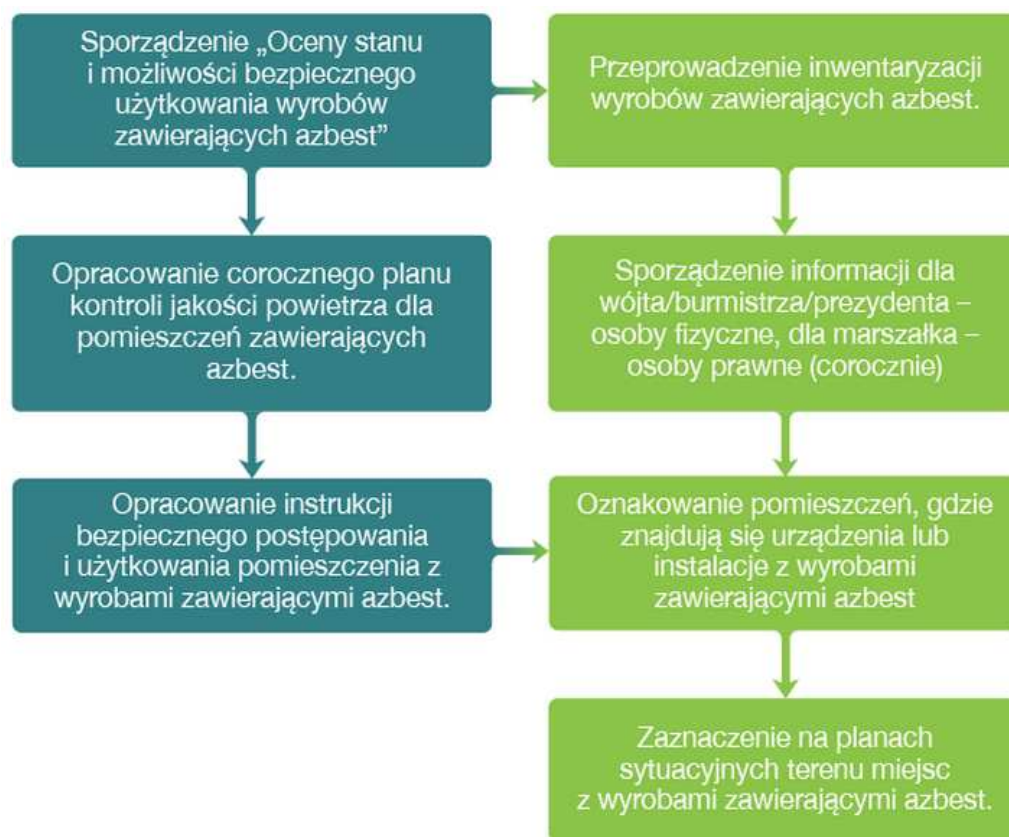 Sporządzenie „Oceny stanu
i możliwości bezpiecznego
użytkowania wyrobów
zawierających azbest”
Przeprowadzenie inwentaryzacji
wyrobów zawierających azbest.
Opracowanie corocznego planu
kontroli jakości powietrza dla
pomieszczeń zawierających
azbest.
Sporządzenie informacji dla
wójta/burmistrza/prezydenta –
osoby fizyczne, dla marszałka –
osoby prawne (corocznie)
Opracowanie instrukcji
bezpiecznego postępowania
i użytkowania pomieszczenia z
wyrobami zawierającymi azbest.
Oznakowanie pomieszczeń, gdzie
znajdują się urządzenia lub
instalacje z wyrobami
zawierającymi azbest
Zaznaczenie na planach
sytuacyjnych terenu miejsc
z wyrobami zawierającymi azbest.